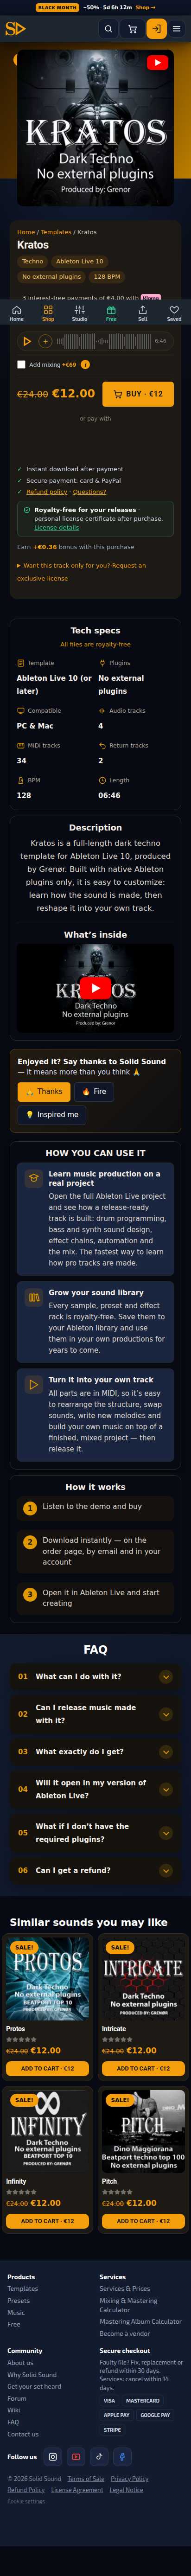 BLACK MONTH −50% · 5d 6h 12m Shop →
SD
KRATOS
Dark Techno
No external plugins
Produced by: Grenor
Home / Templates / Kratos
Kratos
Techno
Ableton Live 10
No external plugins
128 BPM
3 interest-free payments of €4.00 with Klarna
Home
Shop
Studio
Free
Sell
Saved
6:46
Add mixing +€69 i
€24.00 €12.00
BUY · €12
or pay with
✓ Instant download after payment
✓ Secure payment: card & PayPal
✓ Refund policy · Questions?
Royalty-free for your releases ·
personal license certificate after purchase.
License details
Earn +€0.36 bonus with this purchase
▸ Want this track only for you? Request an
exclusive license
Tech specs
All files are royalty-free
Template
Ableton Live 10 (or
later)
Plugins
No external
plugins
Compatible
PC & Mac
Audio tracks
4
MIDI tracks
34
Return tracks
2
BPM
128
Length
06:46
Description
Kratos is a full-length dark techno
template for Ableton Live 10, produced
by Grenør. Built with native Ableton
plugins only, it is easy to customize:
learn how the sound is made, then
reshape it into your own track.
What's inside
KRATOS
Dark Techno
No external plugins
Produced by: Grenor
Enjoyed it? Say thanks to Solid Sound
— it means more than you think 🙏
🙏 Thanks
🔥 Fire
💡 Inspired me
HOW YOU CAN USE IT
Learn music production on a
real project
Open the full Ableton Live project
and see how a release-ready
track is built: drum programming,
bass and synth sound design,
effect chains, automation and
the mix. The fastest way to learn
how pro tracks are made.
Grow your sound library
Every sample, preset and effect
rack is royalty-free. Save them to
your Ableton library and use
them in your own productions for
years to come.
Turn it into your own track
All parts are in MIDI, so it's easy
to rearrange the structure, swap
sounds, write new melodies and
build your own music on top of a
finished, mixed project — then
release it.
How it works
1 Listen to the demo and buy
2 Download instantly — on the
order page, by email and in your
account
3 Open it in Ableton Live and start
creating
FAQ
01 What can I do with it?
02 Can I release music made
with it?
03 What exactly do I get?
04 Will it open in my version of
Ableton Live?
05 What if I don't have the
required plugins?
06 Can I get a refund?
Similar sounds you may like
SALE!
PROTOS
Dark Techno
No external plugins
BEATPORT TOP 10
Protos
€24.00 €12.00
ADD TO CART · €12
SALE!
INTRICATE
Dark Techno
No external plugins
PRODUCED BY: GRENØR
Intricate
€24.00 €12.00
ADD TO CART · €12
SALE!
INFINITY
Dark Techno
No external plugins
BEATPORT TOP 10
PRODUCED BY: GRENØR
Infinity
€24.00 €12.00
ADD TO CART · €12
SALE!
PITCH
Dino Maggiorana
Beatport techno top 100
No external plugins
Pitch
€24.00 €12.00
ADD TO CART · €12
Products
Templates
Presets
Music
Free
Services
Services & Prices
Mixing & Mastering
Calculator
Mastering Album Calculator
Become a vendor
Community
About us
Why Solid Sound
Get your set heard
Forum
Wiki
FAQ
Contact us
Secure checkout
Faulty file? Fix, replacement or
refund within 30 days.
Services: cancel within 14
days.
VISA
MASTERCARD
APPLE PAY
GOOGLE PAY
STRIPE
Follow us
© 2026 Solid Sound Terms of Sale Privacy Policy
Refund Policy License Agreement Legal Notice
Cookie settings